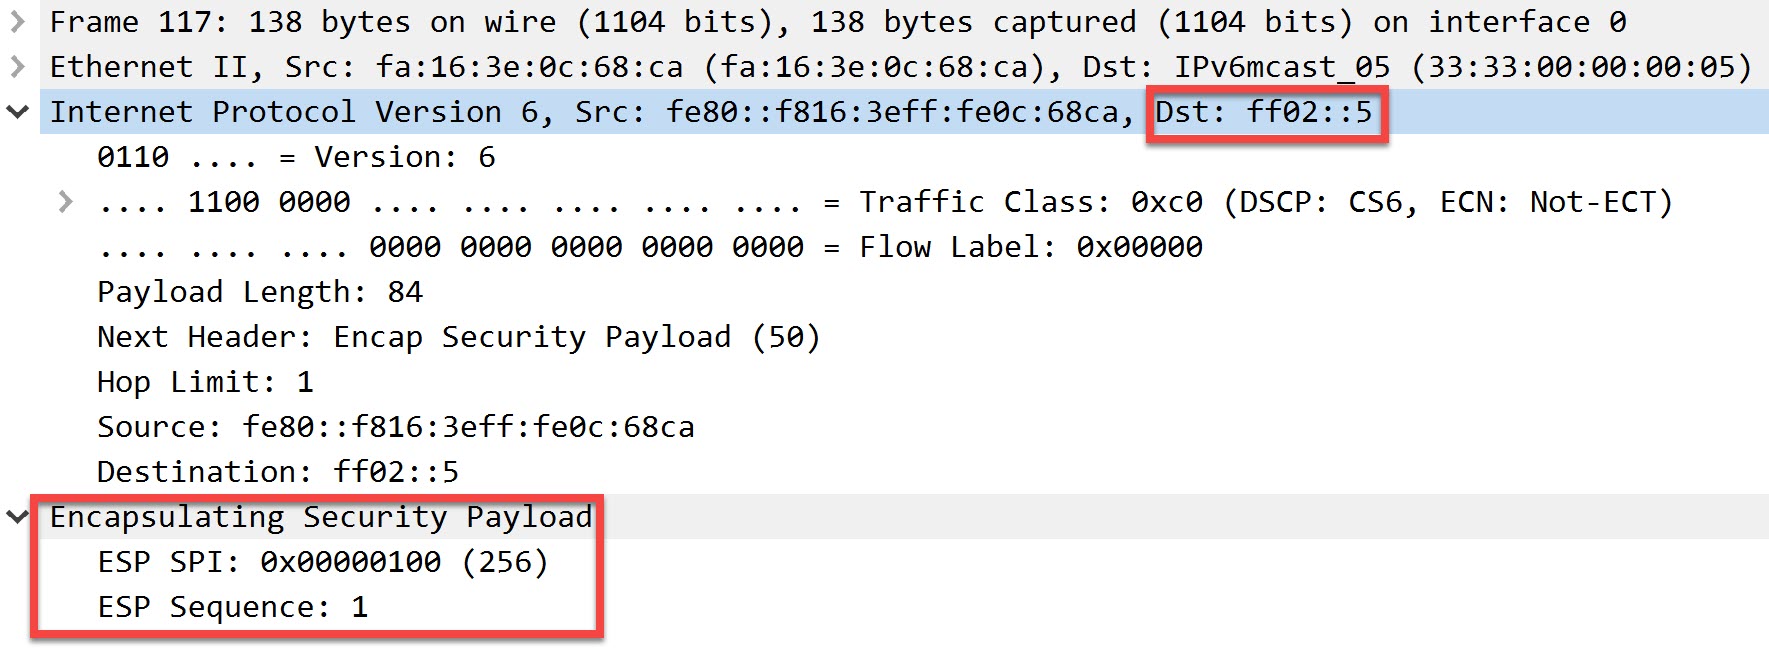 Frame 117: 138 bytes on wire (1104 bits), 138 bytes captured (1104 bits) on interface 0
Ethernet II, Src: fa:16:3e:0c:68:ca (fa:16:3e:0c:68:ca), Dst: IPv6mcast_05 (33:33:00:00:00:05)
Internet Protocol Version 6, Src: fe80::f816:3eff:fe0c:68ca, Dst: ff02::5
0110 .... = Version: 6
.... 1100 0000 .... .... .... .... .... = Traffic Class: 0xc0 (DSCP: CS6, ECN: Not-ECT)
.... .... .... 0000 0000 0000 0000 0000 = Flow Label: 0x00000
Payload Length: 84
Next Header: Encap Security Payload (50)
Hop Limit: 1
Source: fe80::f816:3eff:fe0c:68ca
Destination: ff02::5
Encapsulating Security Payload
ESP SPI: 0x00000100 (256)
ESP Sequence: 1